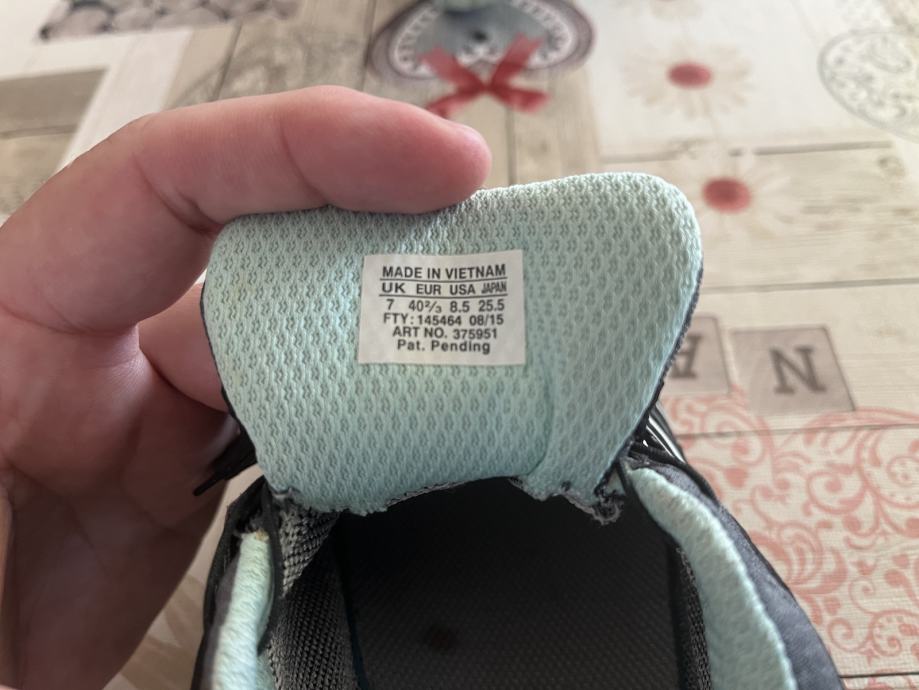 MADE IN VIETNAM
UK EUR USA JAPAN
7 40⅔ 8.5 25.5
FTY: 145464 08/15
ART NO. 375951
Pat. Pending
N